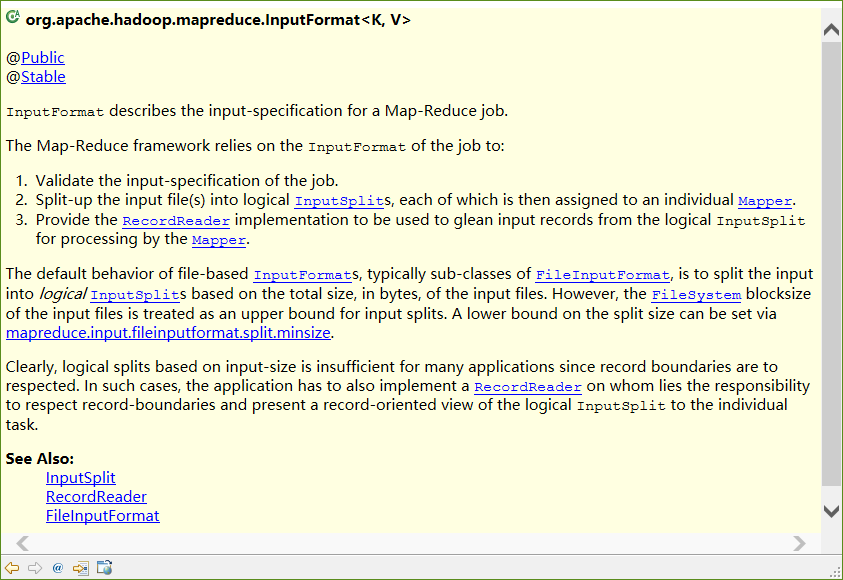 org.apache.hadoop.mapreduce.InputFormat<K, V>
@Public
@Stable
InputFormat describes the input-specification for a Map-Reduce job.
The Map-Reduce framework relies on the InputFormat of the job to:
1. Validate the input-specification of the job.
2. Split-up the input file(s) into logical InputSplits, each of which is then assigned to an individual Mapper.
3. Provide the RecordReader implementation to be used to glean input records from the logical InputSplit
for processing by the Mapper.
The default behavior of file-based InputFormats, typically sub-classes of FileInputFormat, is to split the input
into logical InputSplits based on the total size, in bytes, of the input files. However, the FileSystem blocksize
of the input files is treated as an upper bound for input splits. A lower bound on the split size can be set via
mapreduce.input.fileinputformat.split.minsize.
Clearly, logical splits based on input-size is insufficient for many applications since record boundaries are to
respected. In such cases, the application has to also implement a RecordReader on whom lies the responsibility
to respect record-boundaries and present a record-oriented view of the logical InputSplit to the individual
task.
See Also:
InputSplit
RecordReader
FileInputFormat